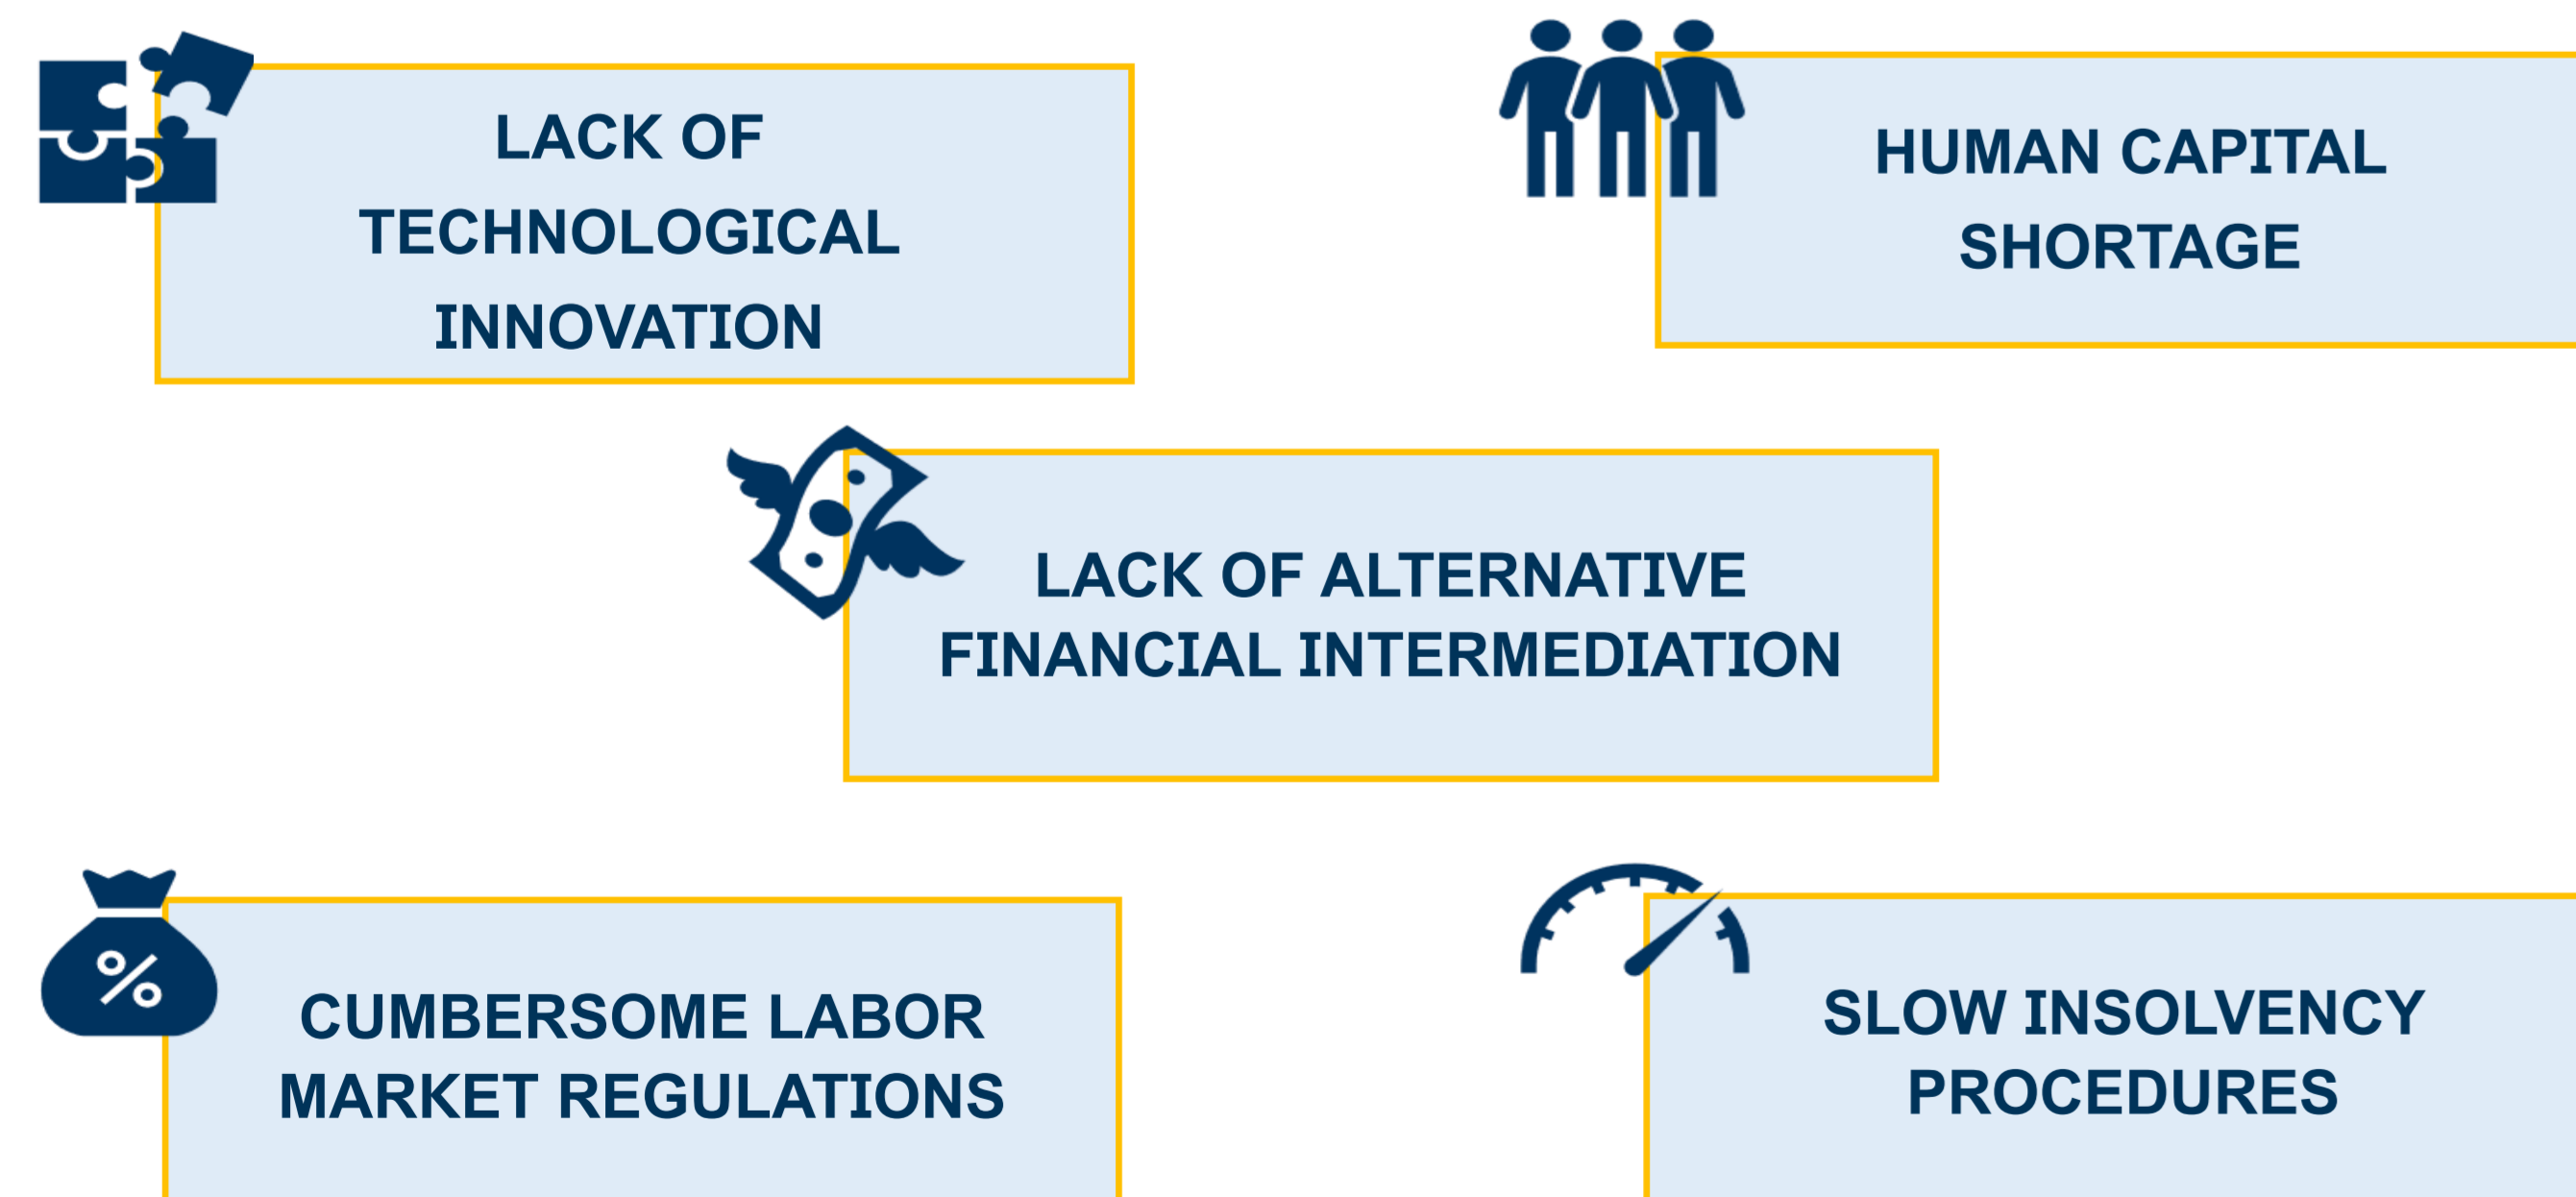 LACK OF
TECHNOLOGICAL
INNOVATION
HUMAN CAPITAL
SHORTAGE
LACK OF ALTERNATIVE
FINANCIAL INTERMEDIATION
%
CUMBERSOME LABOR
MARKET REGULATIONS
SLOW INSOLVENCY
PROCEDURES